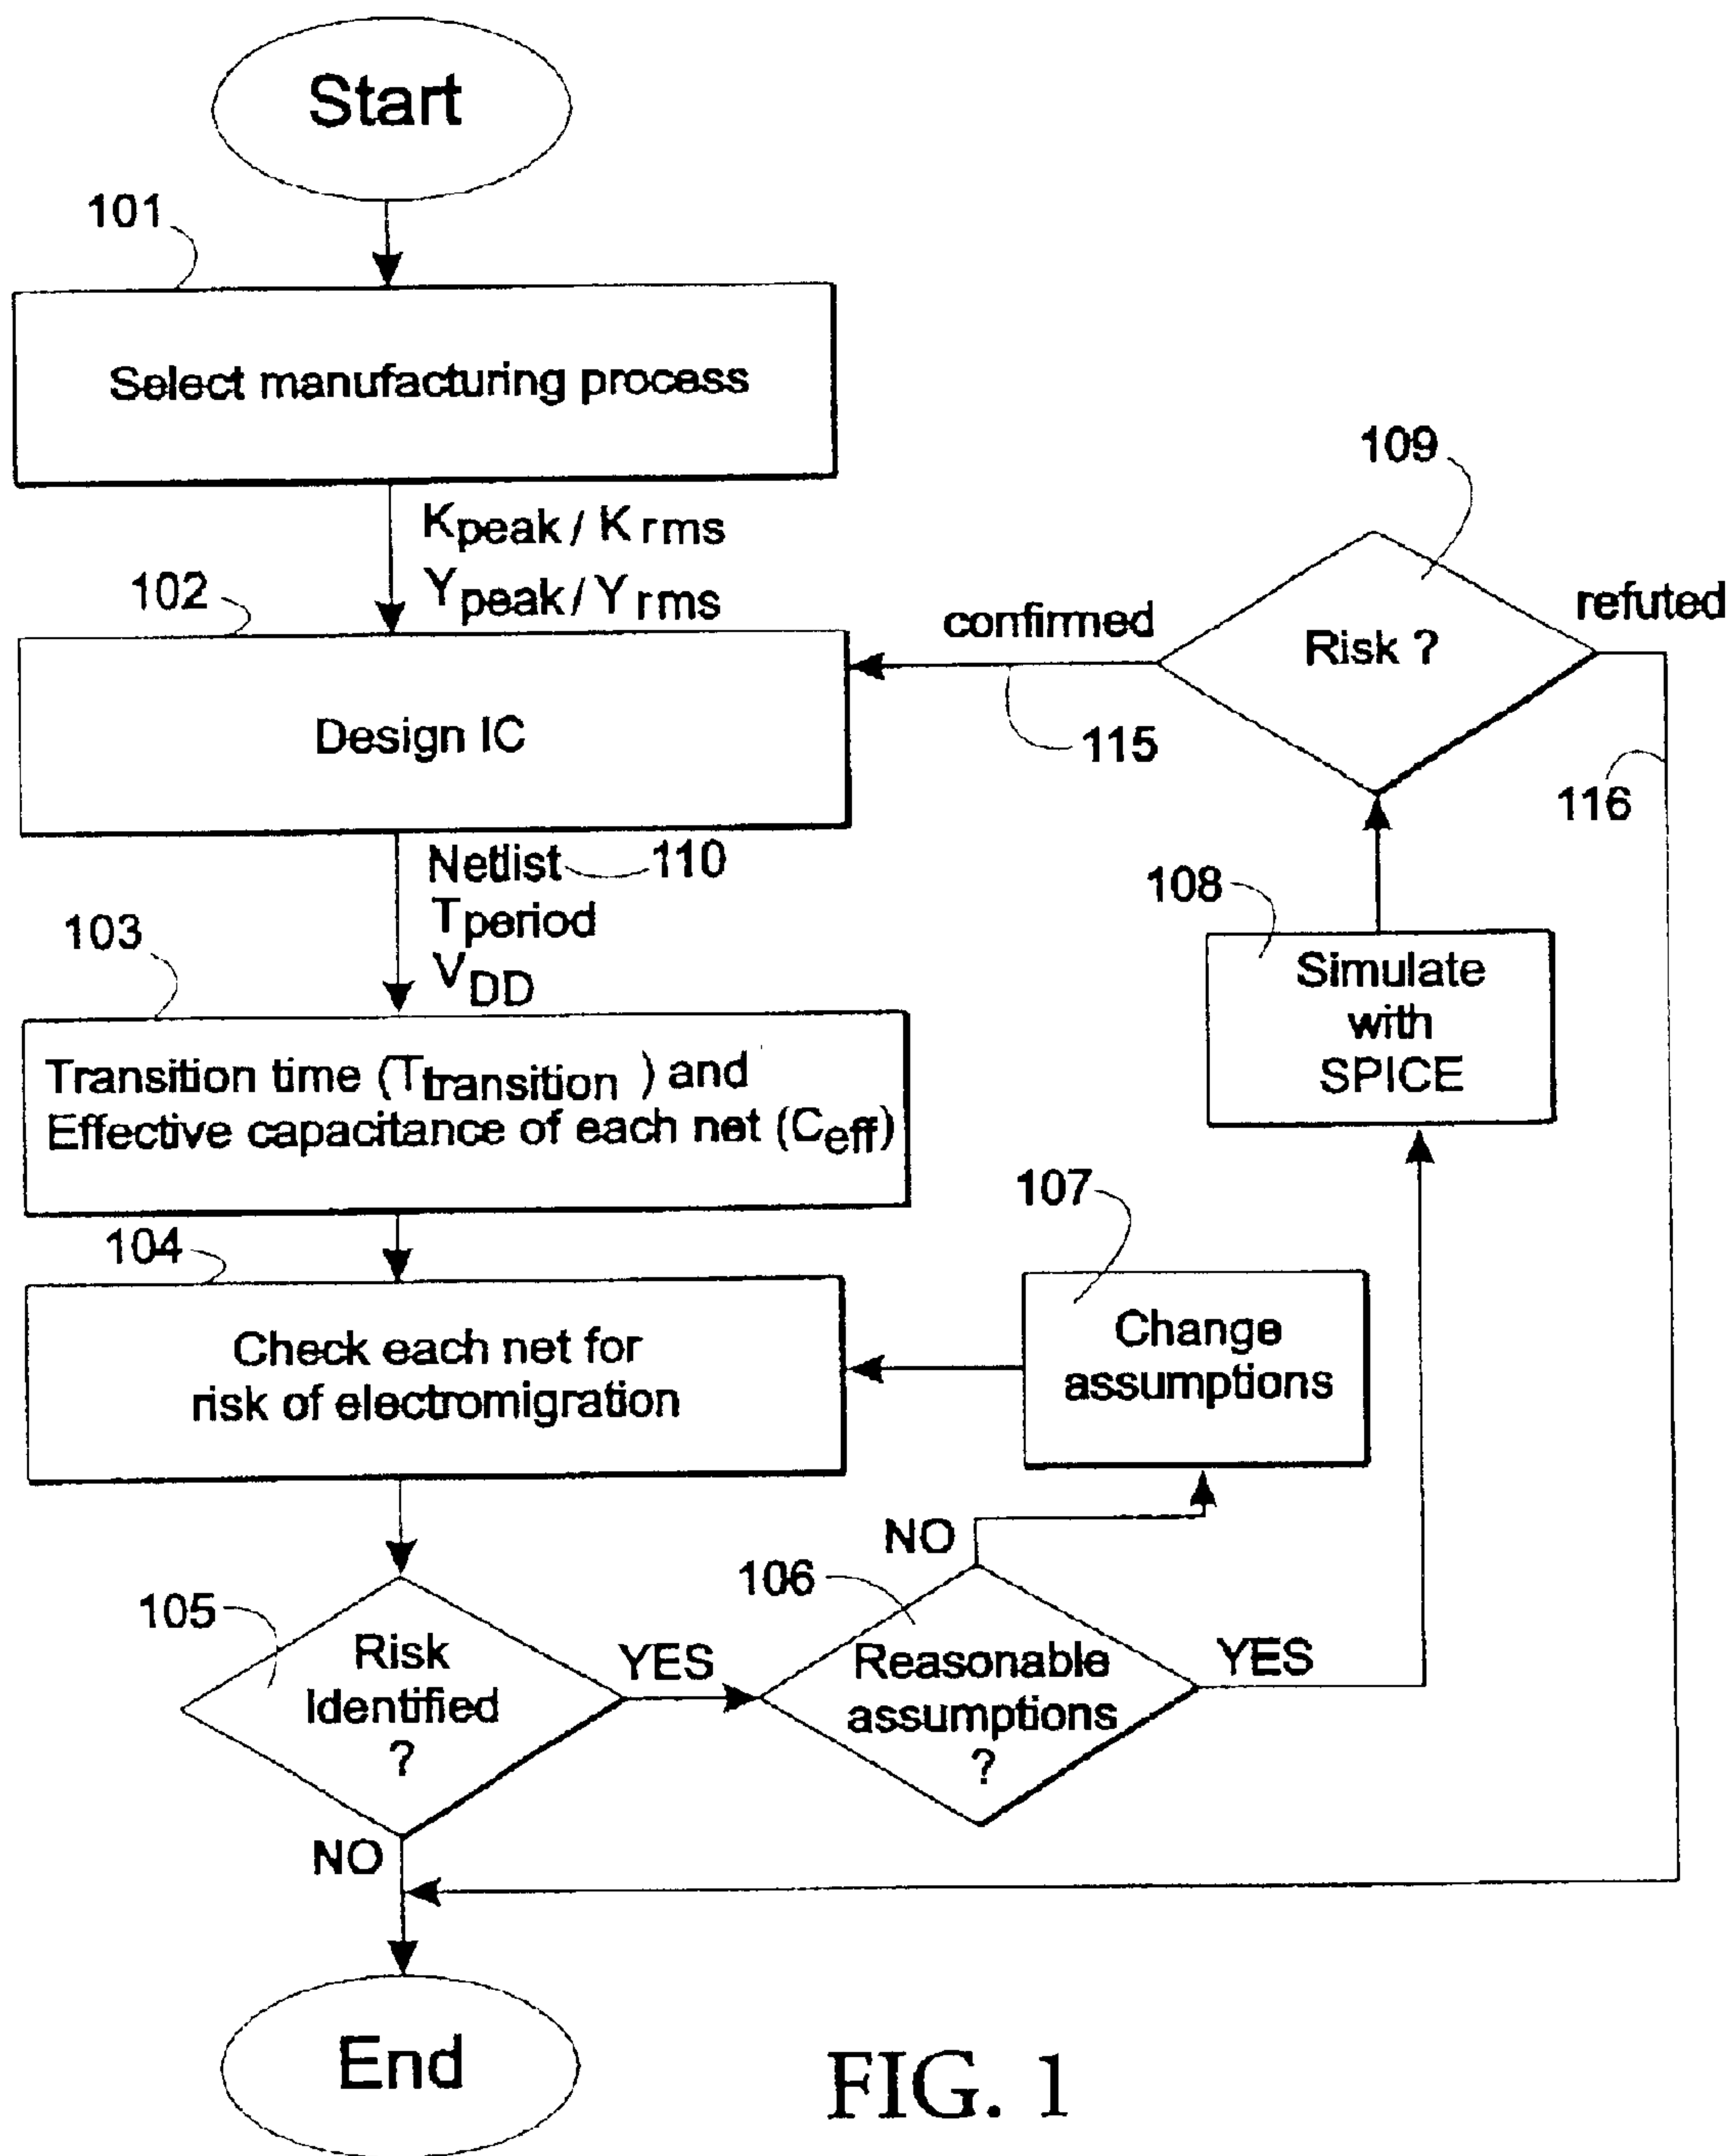 Start
101
Select manufacturing process
Kpeak / Krms
Ypeak / Yrms
102
Design IC
Netlist 110
Tperiod
VDD
103
Transition time (Ttransition ) and
Effective capacitance of each net (Ceff)
104
Check each net for
risk of electromigration
105
Risk
Identified
?
YES
NO
106
Reasonable
assumptions
?
NO
YES
107
Change
assumptions
108
Simulate
with
SPICE
109
Risk ?
confirmed
115
refuted
116
End
FIG. 1